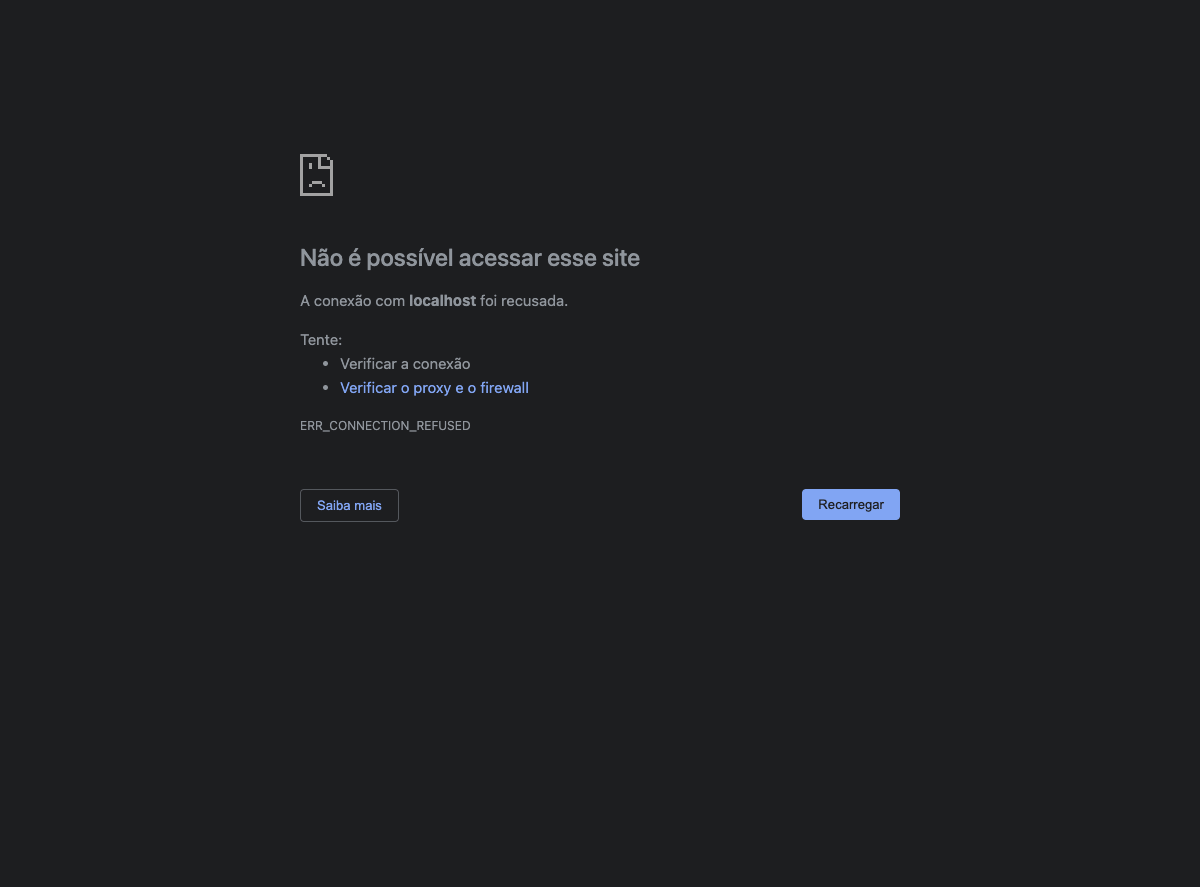 Não é possível acessar esse site
A conexão com localhost foi recusada.
Tente:
Verificar a conexão
Verificar o proxy e o firewall
ERR_CONNECTION_REFUSED
Saiba mais
Recarregar